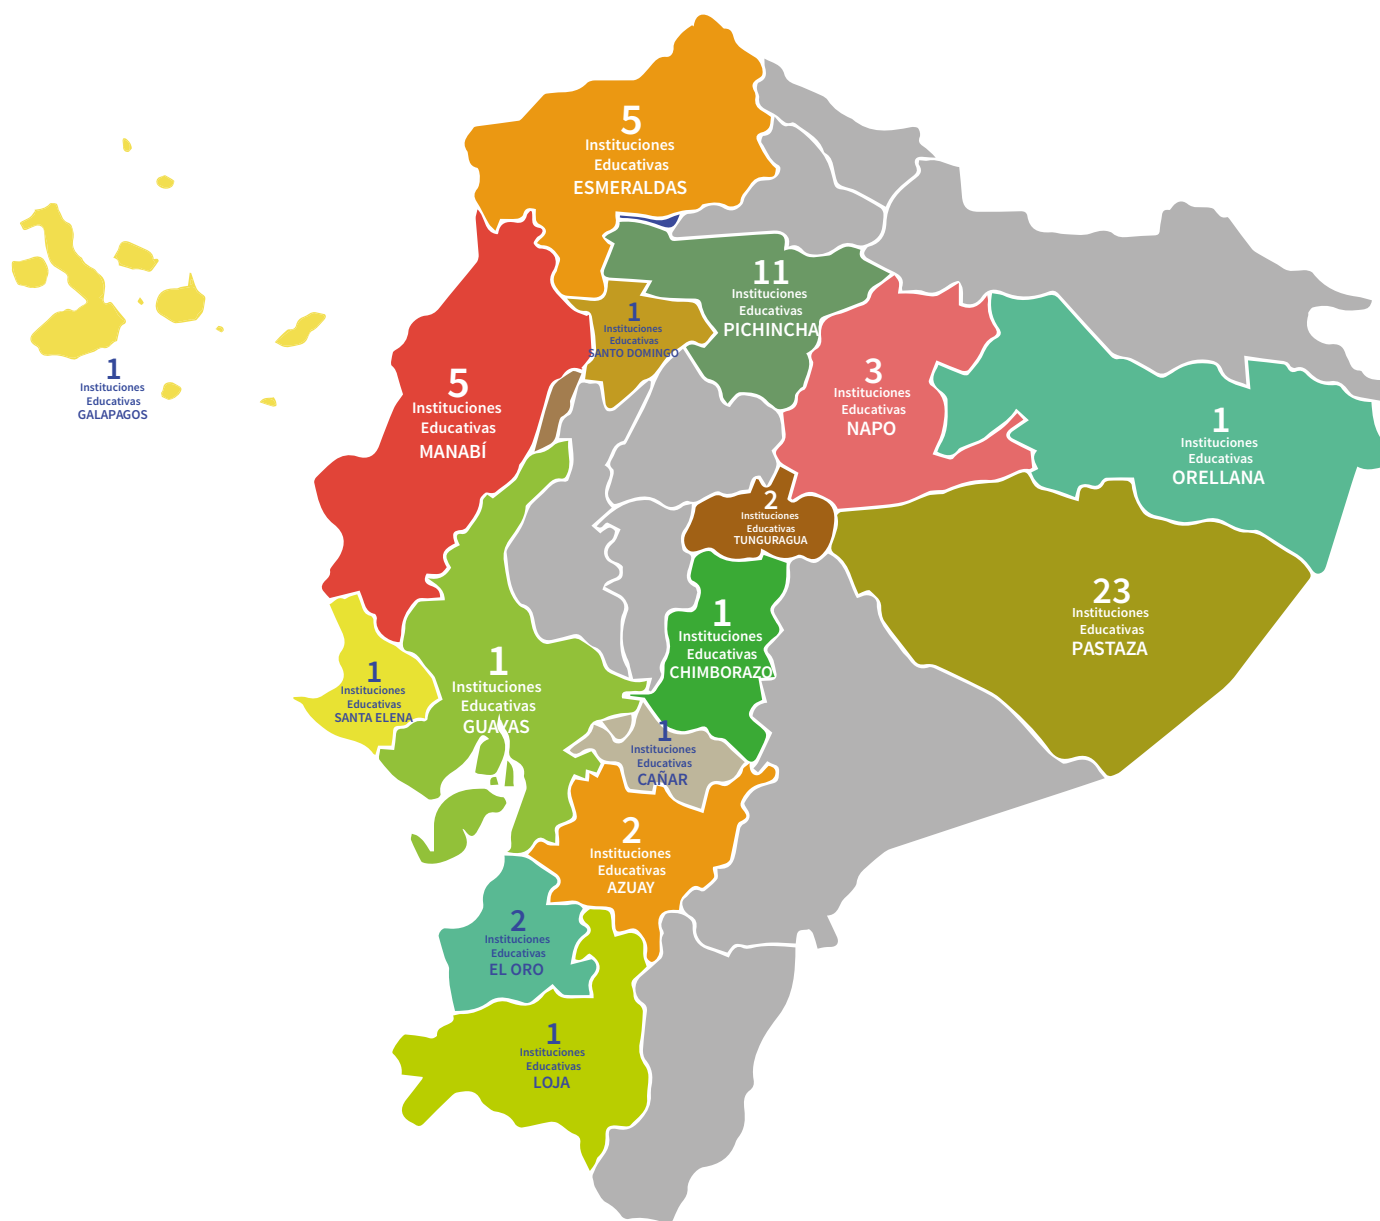 5
Instituciones
Educativas
ESMERALDAS
11
Instituciones
Educativas
PICHINCHA
1
Instituciones
Educativas
SANTO DOMINGO
1
Instituciones
Educativas
GALAPAGOS
5
Instituciones
Educativas
MANABÍ
3
Instituciones
Educativas
NAPO
1
Instituciones
Educativas
ORELLANA
2
Instituciones
Educativas
TUNGURAGUA
23
Instituciones
Educativas
PASTAZA
1
Instituciones
Educativas
CHIMBORAZO
1
Instituciones
Educativas
GUAYAS
1
Instituciones
Educativas
SANTA ELENA
1
Instituciones
Educativas
CAÑAR
2
Instituciones
Educativas
AZUAY
2
Instituciones
Educativas
EL ORO
1
Instituciones
Educativas
LOJA